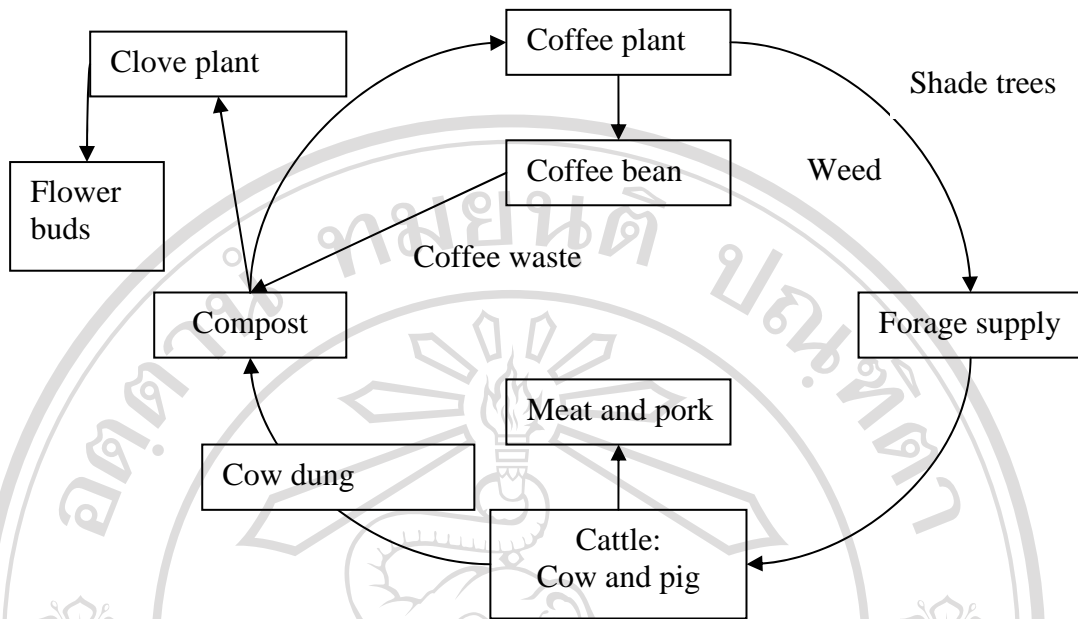 Coffee plant
Clove plant
Shade trees
Coffee bean
Weed
Flower
buds
Coffee waste
Compost
Forage supply
Meat and pork
Cow dung
Cattle:
Cow and pig